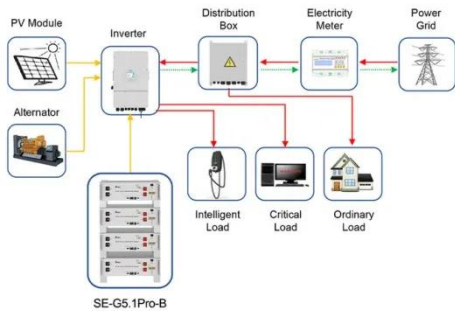 PV Module
Inverter
Distribution
Box
Electricity
Meter
Power
Grid
Alternator
Intelligent
Load
Critical
Load
Ordinary
Load
SE-G5.1Pro-B